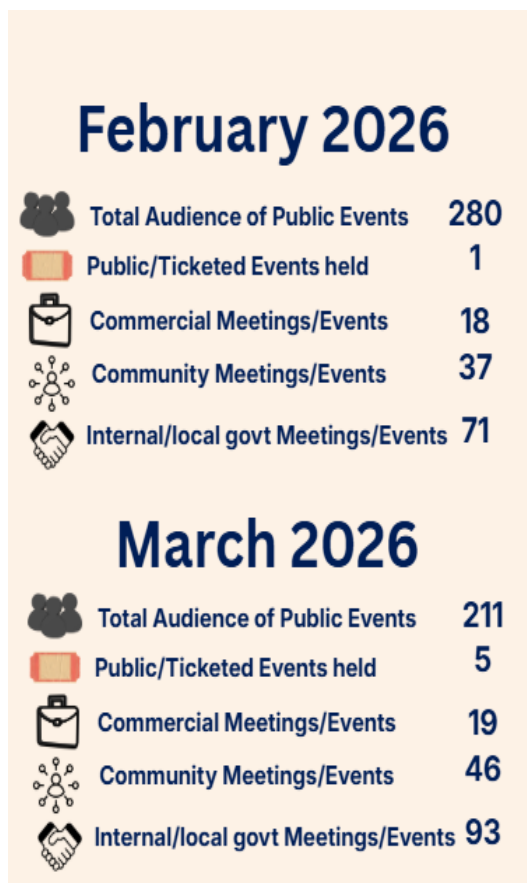 February 2026
Total Audience of Public Events 280
Public/Ticketed Events held 1
Commercial Meetings/Events 18
Community Meetings/Events 37
Internal/local govt Meetings/Events 71
March 2026
Total Audience of Public Events 211
Public/Ticketed Events held 5
Commercial Meetings/Events 19
Community Meetings/Events 46
Internal/local govt Meetings/Events 93